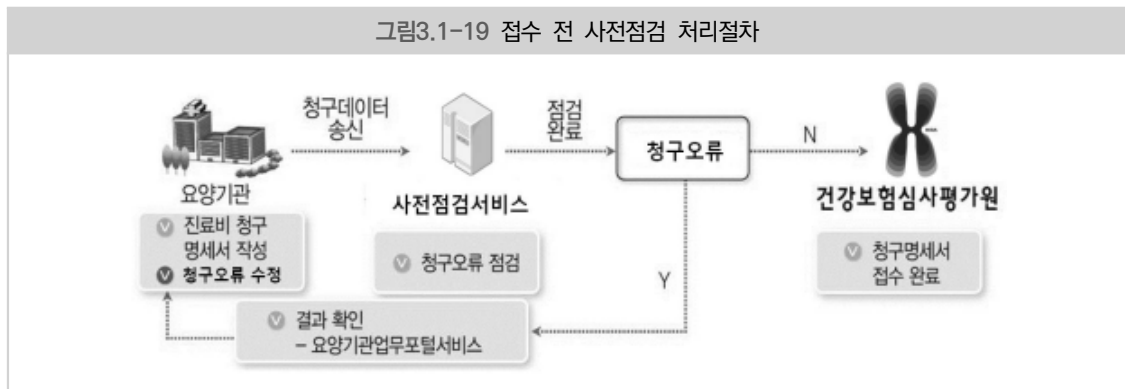 그림3.1-19 접수 전 사전점검 처리절차
청구데이터
송신
점검
완료
청구오류
N
요양기관
사전점검서비스
건강보험심사평가원
진료비 청구
명세서 작성
청구오류 수정
청구오류 점검
Y
청구명세서
접수 완료
결과 확인
- 요양기관업무포털서비스